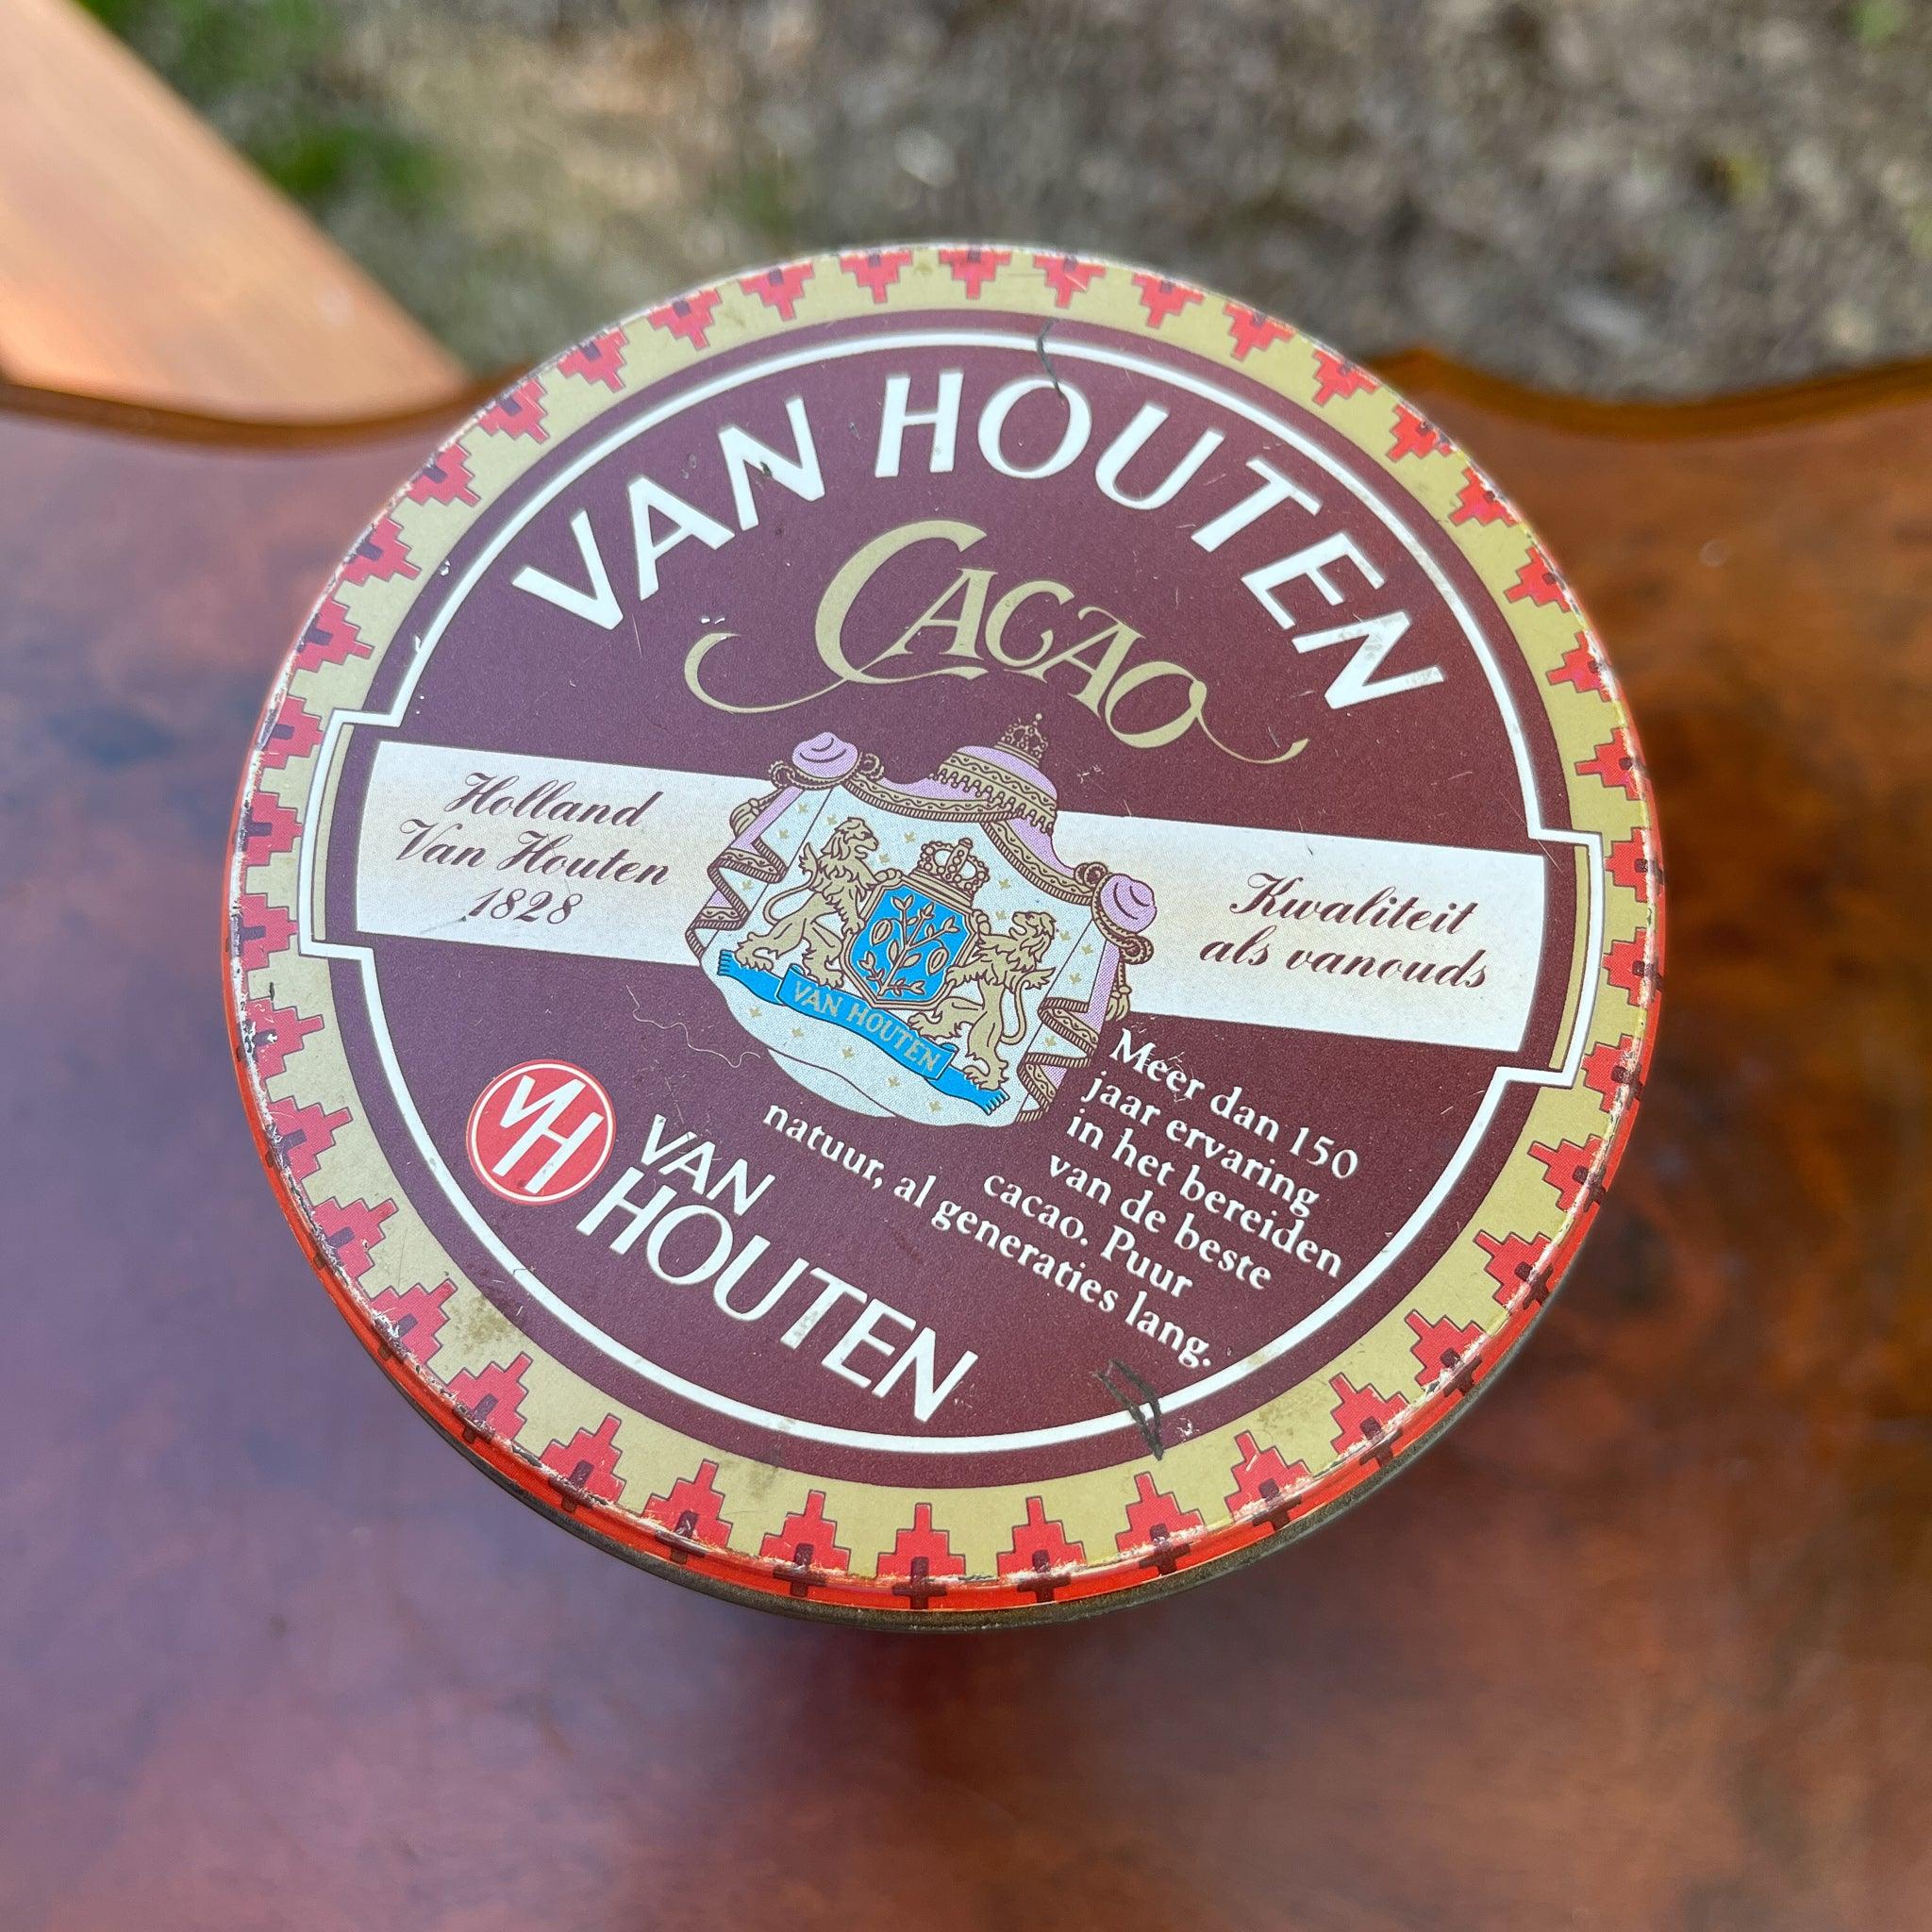 VAN HOUTEN
CACAO
Holland
Van Houten
1828
Kwaliteit
als vanouds
VAN HOUTEN
Meer dan 150
jaar ervaring
in het bereiden
van de beste
cacao. Puur
natuur, al generaties lang.
VH
VAN
HOUTEN